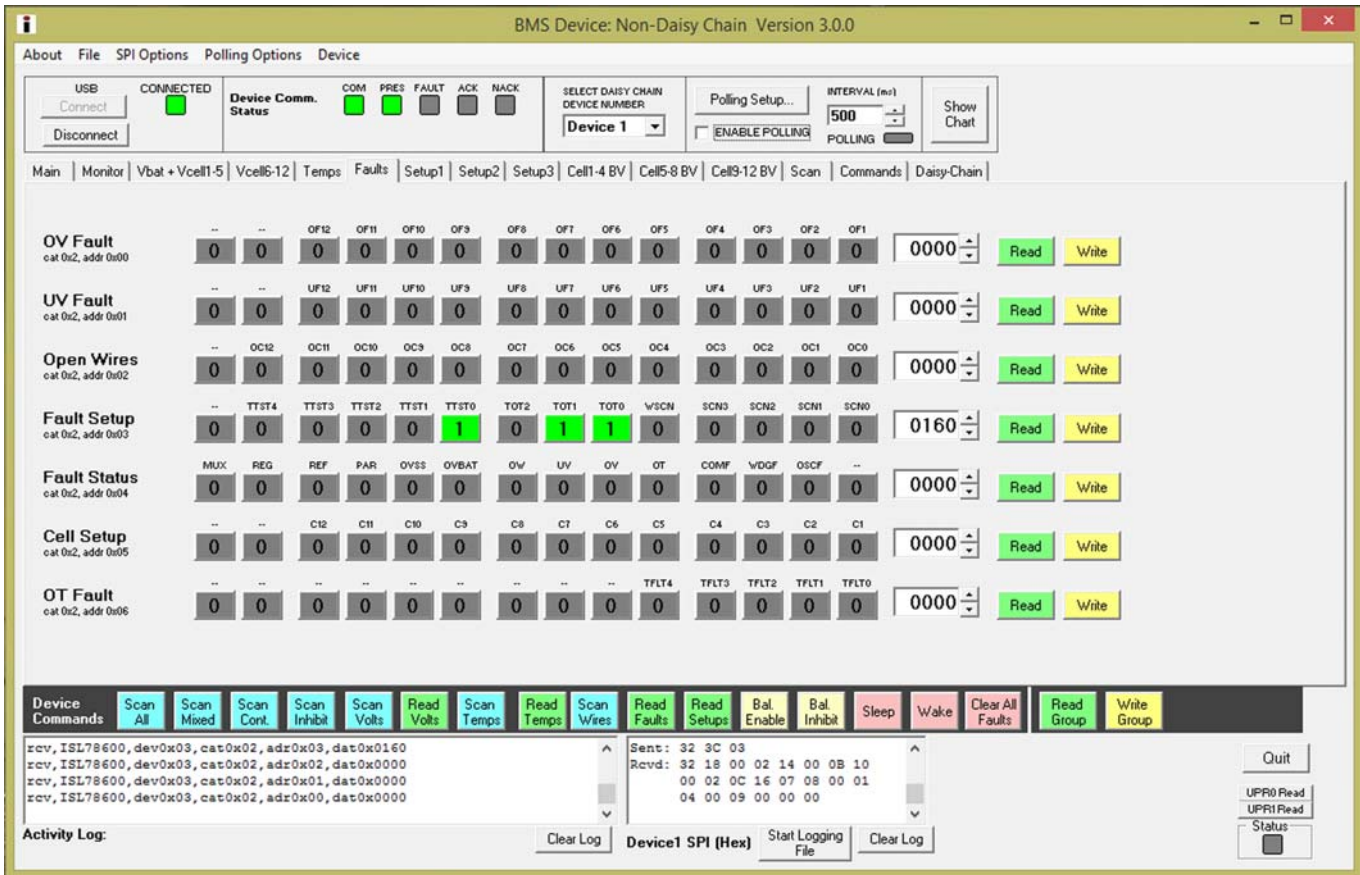 BMS Device: Non-Daisy Chain Version 3.0.0
About File SPI Options Polling Options Device
USB
Connect
Disconnect
CONNECTED
Device Comm. Status
COM PRES FAULT ACK NACK
SELECT DAISY CHAIN DEVICE NUMBER
Device 1
Polling Setup...
ENABLE POLLING
INTERVAL (ms)
500
POLLING
Show Chart
Main Monitor Vbat + Vcell1-5 Vcell6-12 Temps Faults Setup1 Setup2 Setup3 Cell1-4 BV Cell5-8 BV Cell9-12 BV Scan Commands Daisy-Chain
-- -- OF12 OF11 OF10 OF9 OF8 OF7 OF6 OF5 OF4 OF3 OF2 OF1
OV Fault 0 0 0 0 0 0 0 0 0 0 0 0 0 0 0000 Read Write
cat 0x2, addr 0x00
-- -- UF12 UF11 UF10 UF9 UF8 UF7 UF6 UF5 UF4 UF3 UF2 UF1
UV Fault 0 0 0 0 0 0 0 0 0 0 0 0 0 0 0000 Read Write
cat 0x2, addr 0x01
-- OC12 OC11 OC10 OC9 OC8 OC7 OC6 OC5 OC4 OC3 OC2 OC1 OC0
Open Wires 0 0 0 0 0 0 0 0 0 0 0 0 0 0 0000 Read Write
cat 0x2, addr 0x02
-- TTST4 TTST3 TTST2 TTST1 TTST0 TOT2 TOT1 TOT0 WSCN SCN3 SCN2 SCN1 SCN0
Fault Setup 0 0 0 0 0 1 0 1 1 0 0 0 0 0 0160 Read Write
cat 0x2, addr 0x03
MUX REG REF PAR OVSS OVBAT OW UV OV OT COMF WDGF OSCF --
Fault Status 0 0 0 0 0 0 0 0 0 0 0 0 0 0 0000 Read Write
cat 0x2, addr 0x04
-- -- C12 C11 C10 C9 C8 C7 C6 C5 C4 C3 C2 C1
Cell Setup 0 0 0 0 0 0 0 0 0 0 0 0 0 0 0000 Read Write
cat 0x2, addr 0x05
-- -- -- -- -- -- -- -- -- TFLT4 TFLT3 TFLT2 TFLT1 TFLT0
OT Fault 0 0 0 0 0 0 0 0 0 0 0 0 0 0 0000 Read Write
cat 0x2, addr 0x06
Device Commands Scan All Scan Mixed Scan Cont. Scan Inhibit Scan Volts Read Volts Scan Temps Read Temps Scan Wires Read Faults Read Setups Bal. Enable Bal. Inhibit Sleep Wake Clear All Faults Read Group Write Group
rcv,ISL78600,dev0x03,cat0x02,adr0x03,dat0x0160
rcv,ISL78600,dev0x03,cat0x02,adr0x02,dat0x0000
rcv,ISL78600,dev0x03,cat0x02,adr0x01,dat0x0000
rcv,ISL78600,dev0x03,cat0x02,adr0x00,dat0x0000
Sent: 32 3C 03
Rcvd: 32 18 00 02 14 00 0B 10
00 02 0C 16 07 08 00 01
04 00 09 00 00 00
Quit
UPR0 Read
UPR1 Read
Status
Activity Log: Clear Log Device1 SPI (Hex) Start Logging File Clear Log